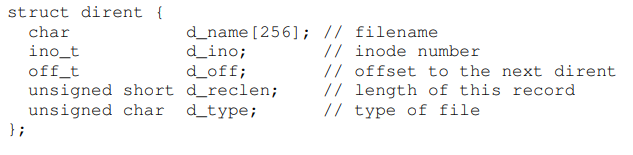 struct dirent {
  char           d_name[256]; // filename
  ino_t          d_ino;       // inode number
  off_t          d_off;       // offset to the next dirent
  unsigned short d_reclen;    // length of this record
  unsigned char  d_type;      // type of file
};